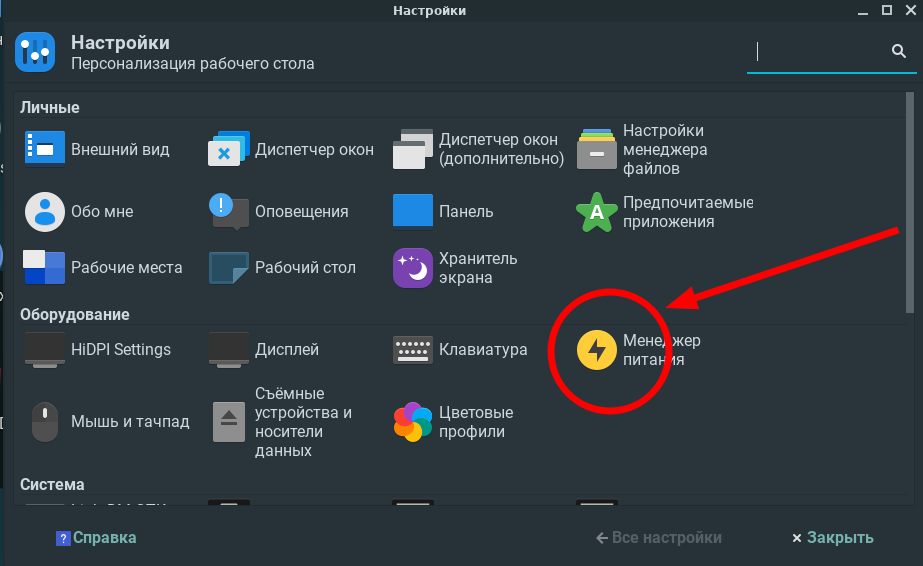 Настройки
Настройки
Персонализация рабочего стола
Личные
Внешний вид
Диспетчер окон
Диспетчер окон
(дополнительно)
Настройки
менеджера
файлов
Обо мне
Оповещения
Панель
Предпочитаемые
приложения
Рабочие места
Рабочий стол
Хранитель
экрана
Оборудование
HiDPI Settings
Дисплей
Клавиатура
Менеджер
питания
Мышь и тачпад
Съёмные
устройства и
носители
данных
Цветовые
профили
Система
Справка
Все настройки
Закрыть